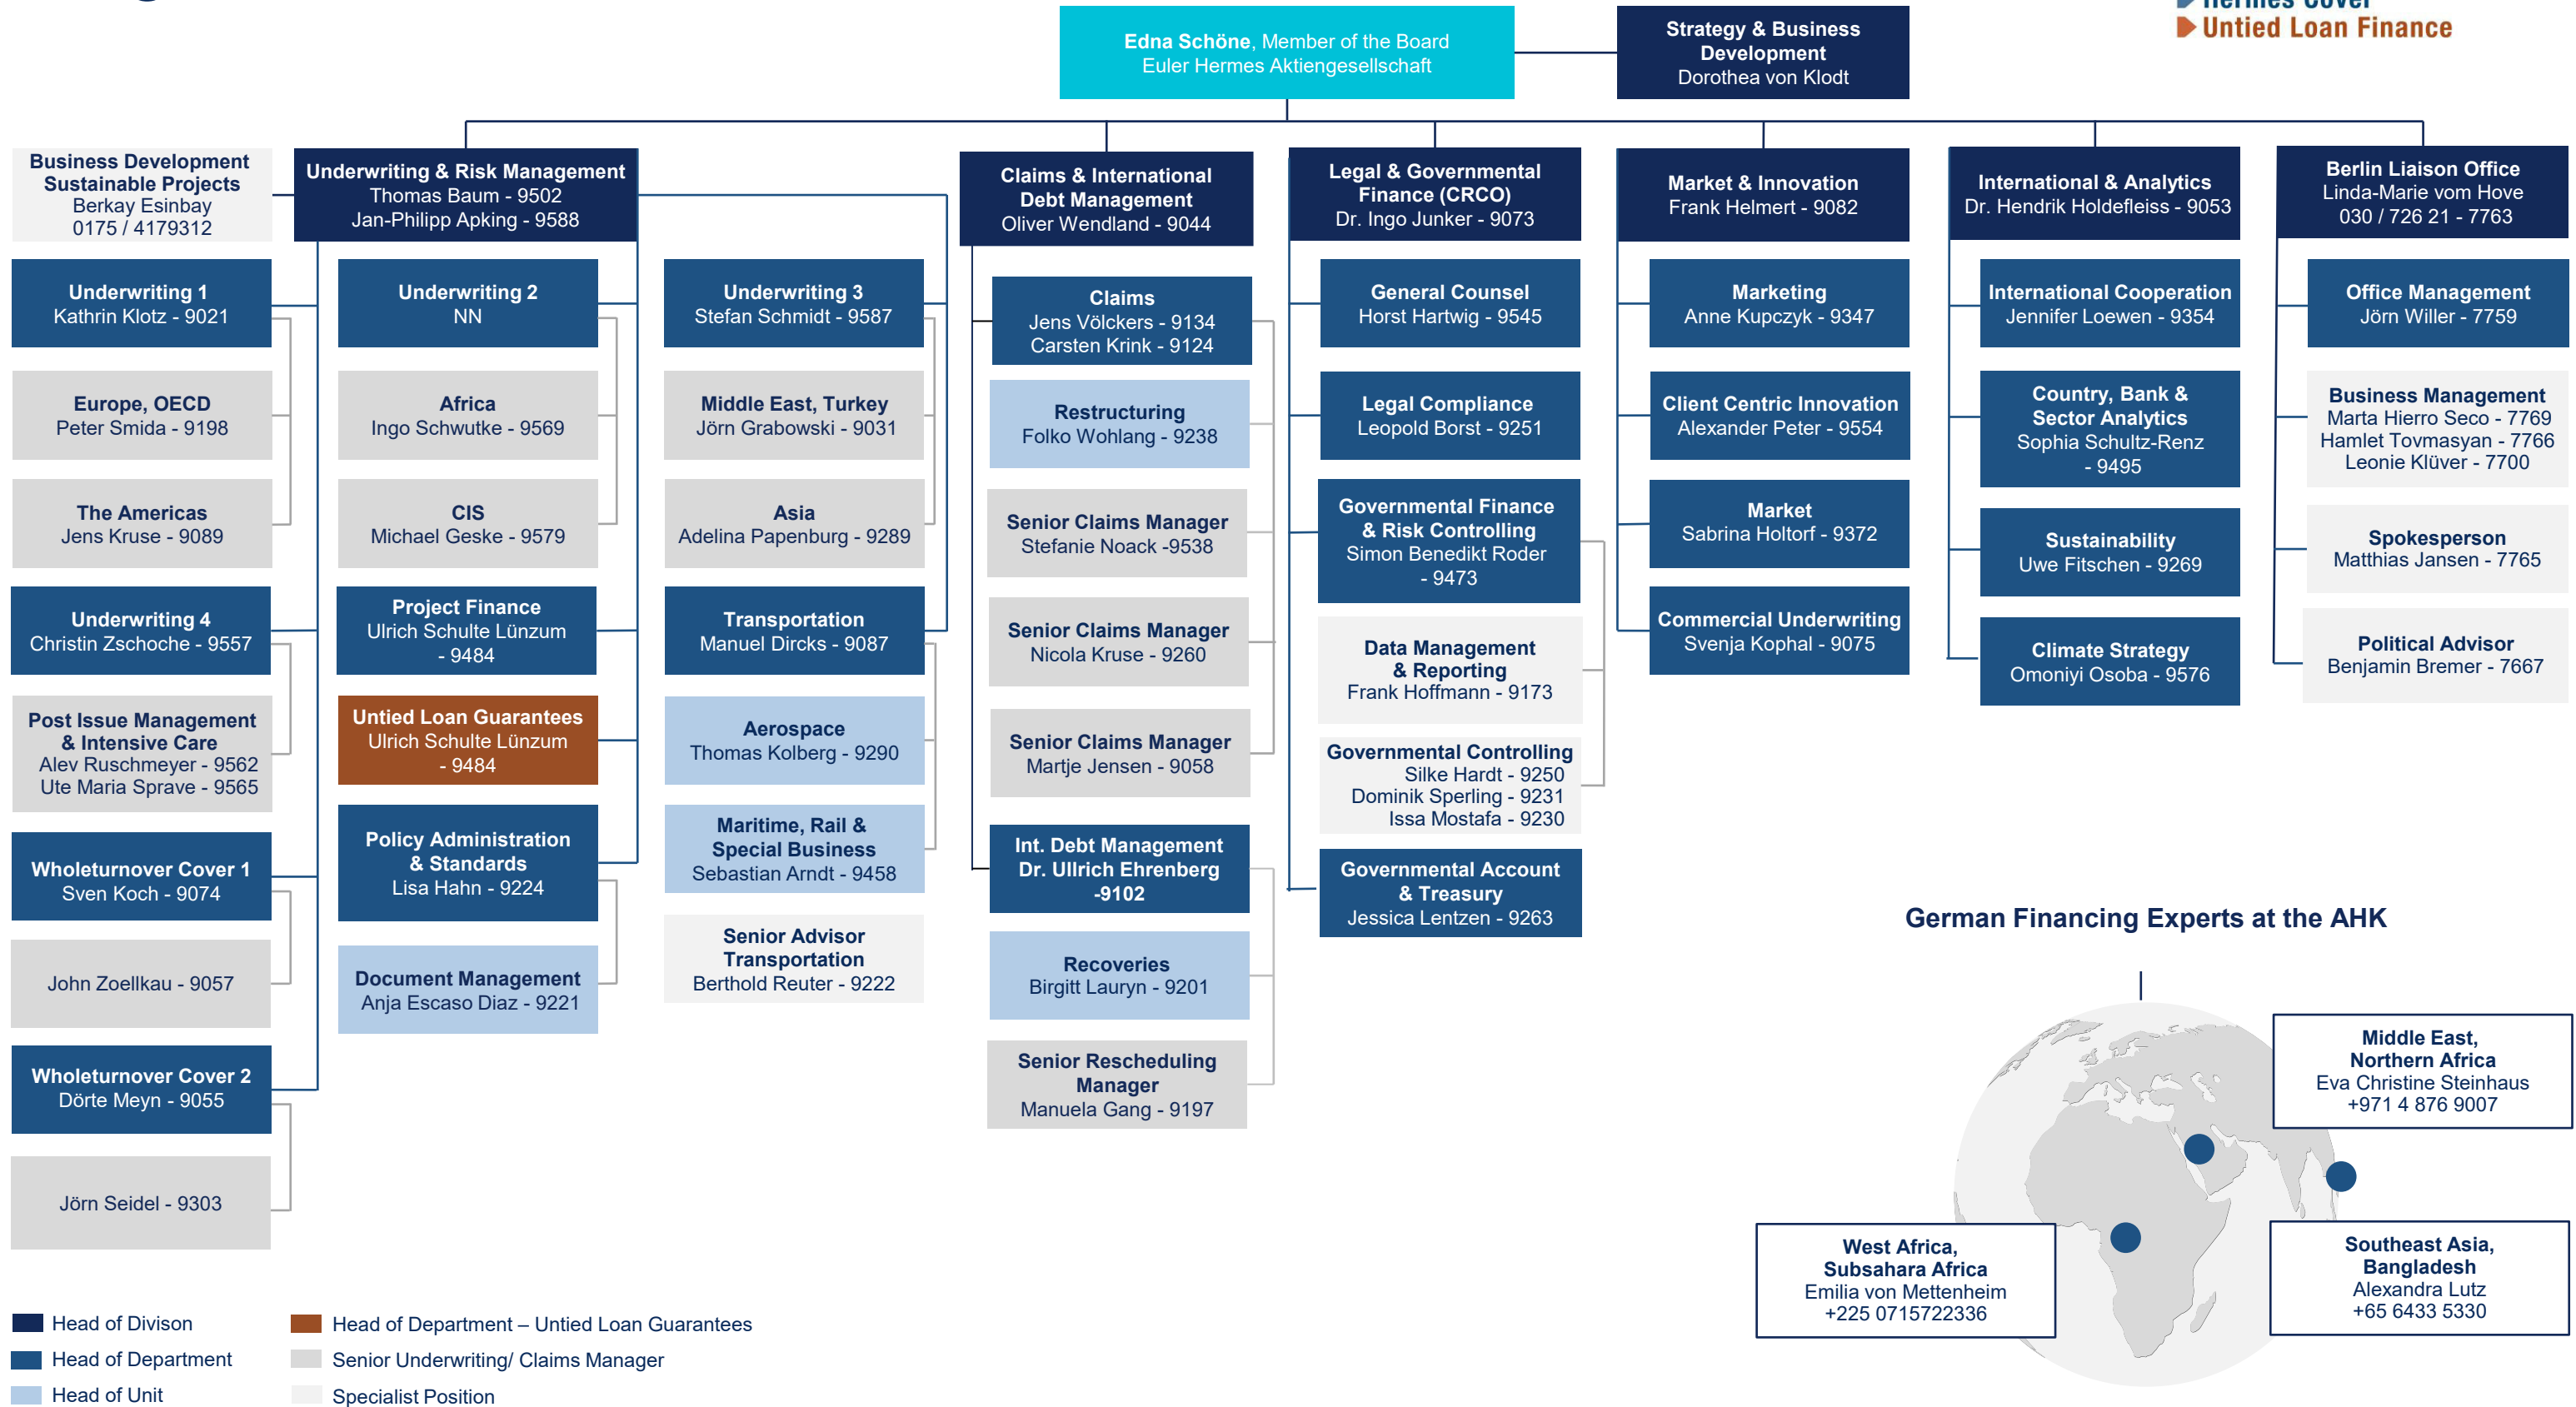 Hermes Cover
Untied Loan Finance
Edna Schöne, Member of the Board
Euler Hermes Aktiengesellschaft
Strategy & Business
Development
Dorothea von Klodt
Business Development
Sustainable Projects
Berkay Esinbay
0175 / 4179312
Underwriting & Risk Management
Thomas Baum - 9502
Jan-Philipp Apking - 9588
Claims & International
Debt Management
Oliver Wendland - 9044
Legal & Governmental
Finance (CRCO)
Dr. Ingo Junker - 9073
Market & Innovation
Frank Helmert - 9082
International & Analytics
Dr. Hendrik Holdefleiss - 9053
Berlin Liaison Office
Linda-Marie vom Hove
030 / 726 21 - 7763
Underwriting 1
Kathrin Klotz - 9021
Europe, OECD
Peter Smida - 9198
The Americas
Jens Kruse - 9089
Underwriting 4
Christin Zschoche - 9557
Post Issue Management
& Intensive Care
Alev Ruschmeyer - 9562
Ute Maria Sprave - 9565
Wholeturnover Cover 1
Sven Koch - 9074
John Zoellkau - 9057
Wholeturnover Cover 2
Dörte Meyn - 9055
Jörn Seidel - 9303
Underwriting 2
NN
Africa
Ingo Schwutke - 9569
CIS
Michael Geske - 9579
Project Finance
Ulrich Schulte Lünzum
- 9484
Untied Loan Guarantees
Ulrich Schulte Lünzum
- 9484
Policy Administration
& Standards
Lisa Hahn - 9224
Document Management
Anja Escaso Diaz - 9221
Underwriting 3
Stefan Schmidt - 9587
Middle East, Turkey
Jörn Grabowski - 9031
Asia
Adelina Papenburg - 9289
Transportation
Manuel Dircks - 9087
Aerospace
Thomas Kolberg - 9290
Maritime, Rail &
Special Business
Sebastian Arndt - 9458
Senior Advisor
Transportation
Berthold Reuter - 9222
Claims
Jens Völckers - 9134
Carsten Krink - 9124
Restructuring
Folko Wohlang - 9238
Senior Claims Manager
Stefanie Noack -9538
Senior Claims Manager
Nicola Kruse - 9260
Senior Claims Manager
Martje Jensen - 9058
Int. Debt Management
Dr. Ullrich Ehrenberg
-9102
Recoveries
Birgitt Lauryn - 9201
Senior Rescheduling
Manager
Manuela Gang - 9197
General Counsel
Horst Hartwig - 9545
Legal Compliance
Leopold Borst - 9251
Governmental Finance
& Risk Controlling
Simon Benedikt Roder
- 9473
Data Management
& Reporting
Frank Hoffmann - 9173
Governmental Controlling
Silke Hardt - 9250
Dominik Sperling - 9231
Issa Mostafa - 9230
Governmental Account
& Treasury
Jessica Lentzen - 9263
Marketing
Anne Kupczyk - 9347
Client Centric Innovation
Alexander Peter - 9554
Market
Sabrina Holtorf - 9372
Commercial Underwriting
Svenja Kophal - 9075
International Cooperation
Jennifer Loewen - 9354
Country, Bank &
Sector Analytics
Sophia Schultz-Renz
- 9495
Sustainability
Uwe Fitschen - 9269
Climate Strategy
Omoniyi Osoba - 9576
Office Management
Jörn Willer - 7759
Business Management
Marta Hierro Seco - 7769
Hamlet Tovmasyan - 7766
Leonie Klüver - 7700
Spokesperson
Matthias Jansen - 7765
Political Advisor
Benjamin Bremer - 7667
German Financing Experts at the AHK
Middle East,
Northern Africa
Eva Christine Steinhaus
+971 4 876 9007
West Africa,
Subsahara Africa
Emilia von Mettenheim
+225 0715722336
Southeast Asia,
Bangladesh
Alexandra Lutz
+65 6433 5330
Head of Divison
Head of Department
Head of Unit
Head of Department – Untied Loan Guarantees
Senior Underwriting/ Claims Manager
Specialist Position